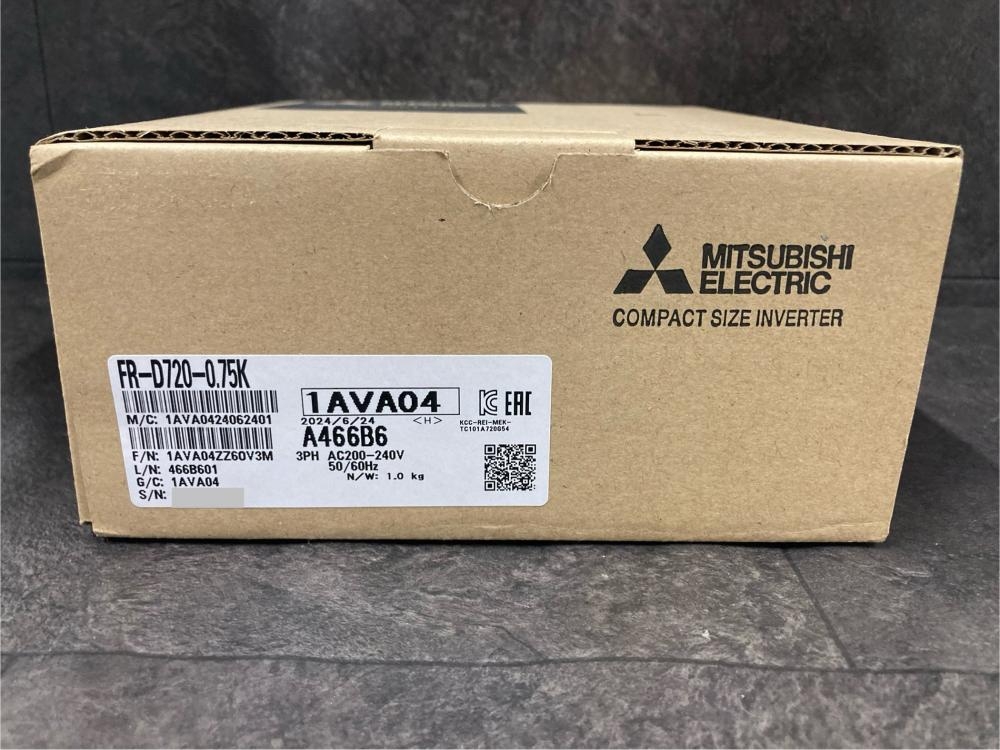 MITSUBISHI
ELECTRIC
COMPACT SIZE INVERTER
FR-D720-0.75K
M/C: 1AVA0424062401
F/N: 1AVA04ZZ60V3M
L/N: 466B601
G/C: 1AVA04
S/N:
1AVA04
2024/6/24 <H>
A466B6
3PH AC200-240V
50/60Hz
N/W: 1.0 kg
EAC
KCC-REI-MEK-
TC101A720G54